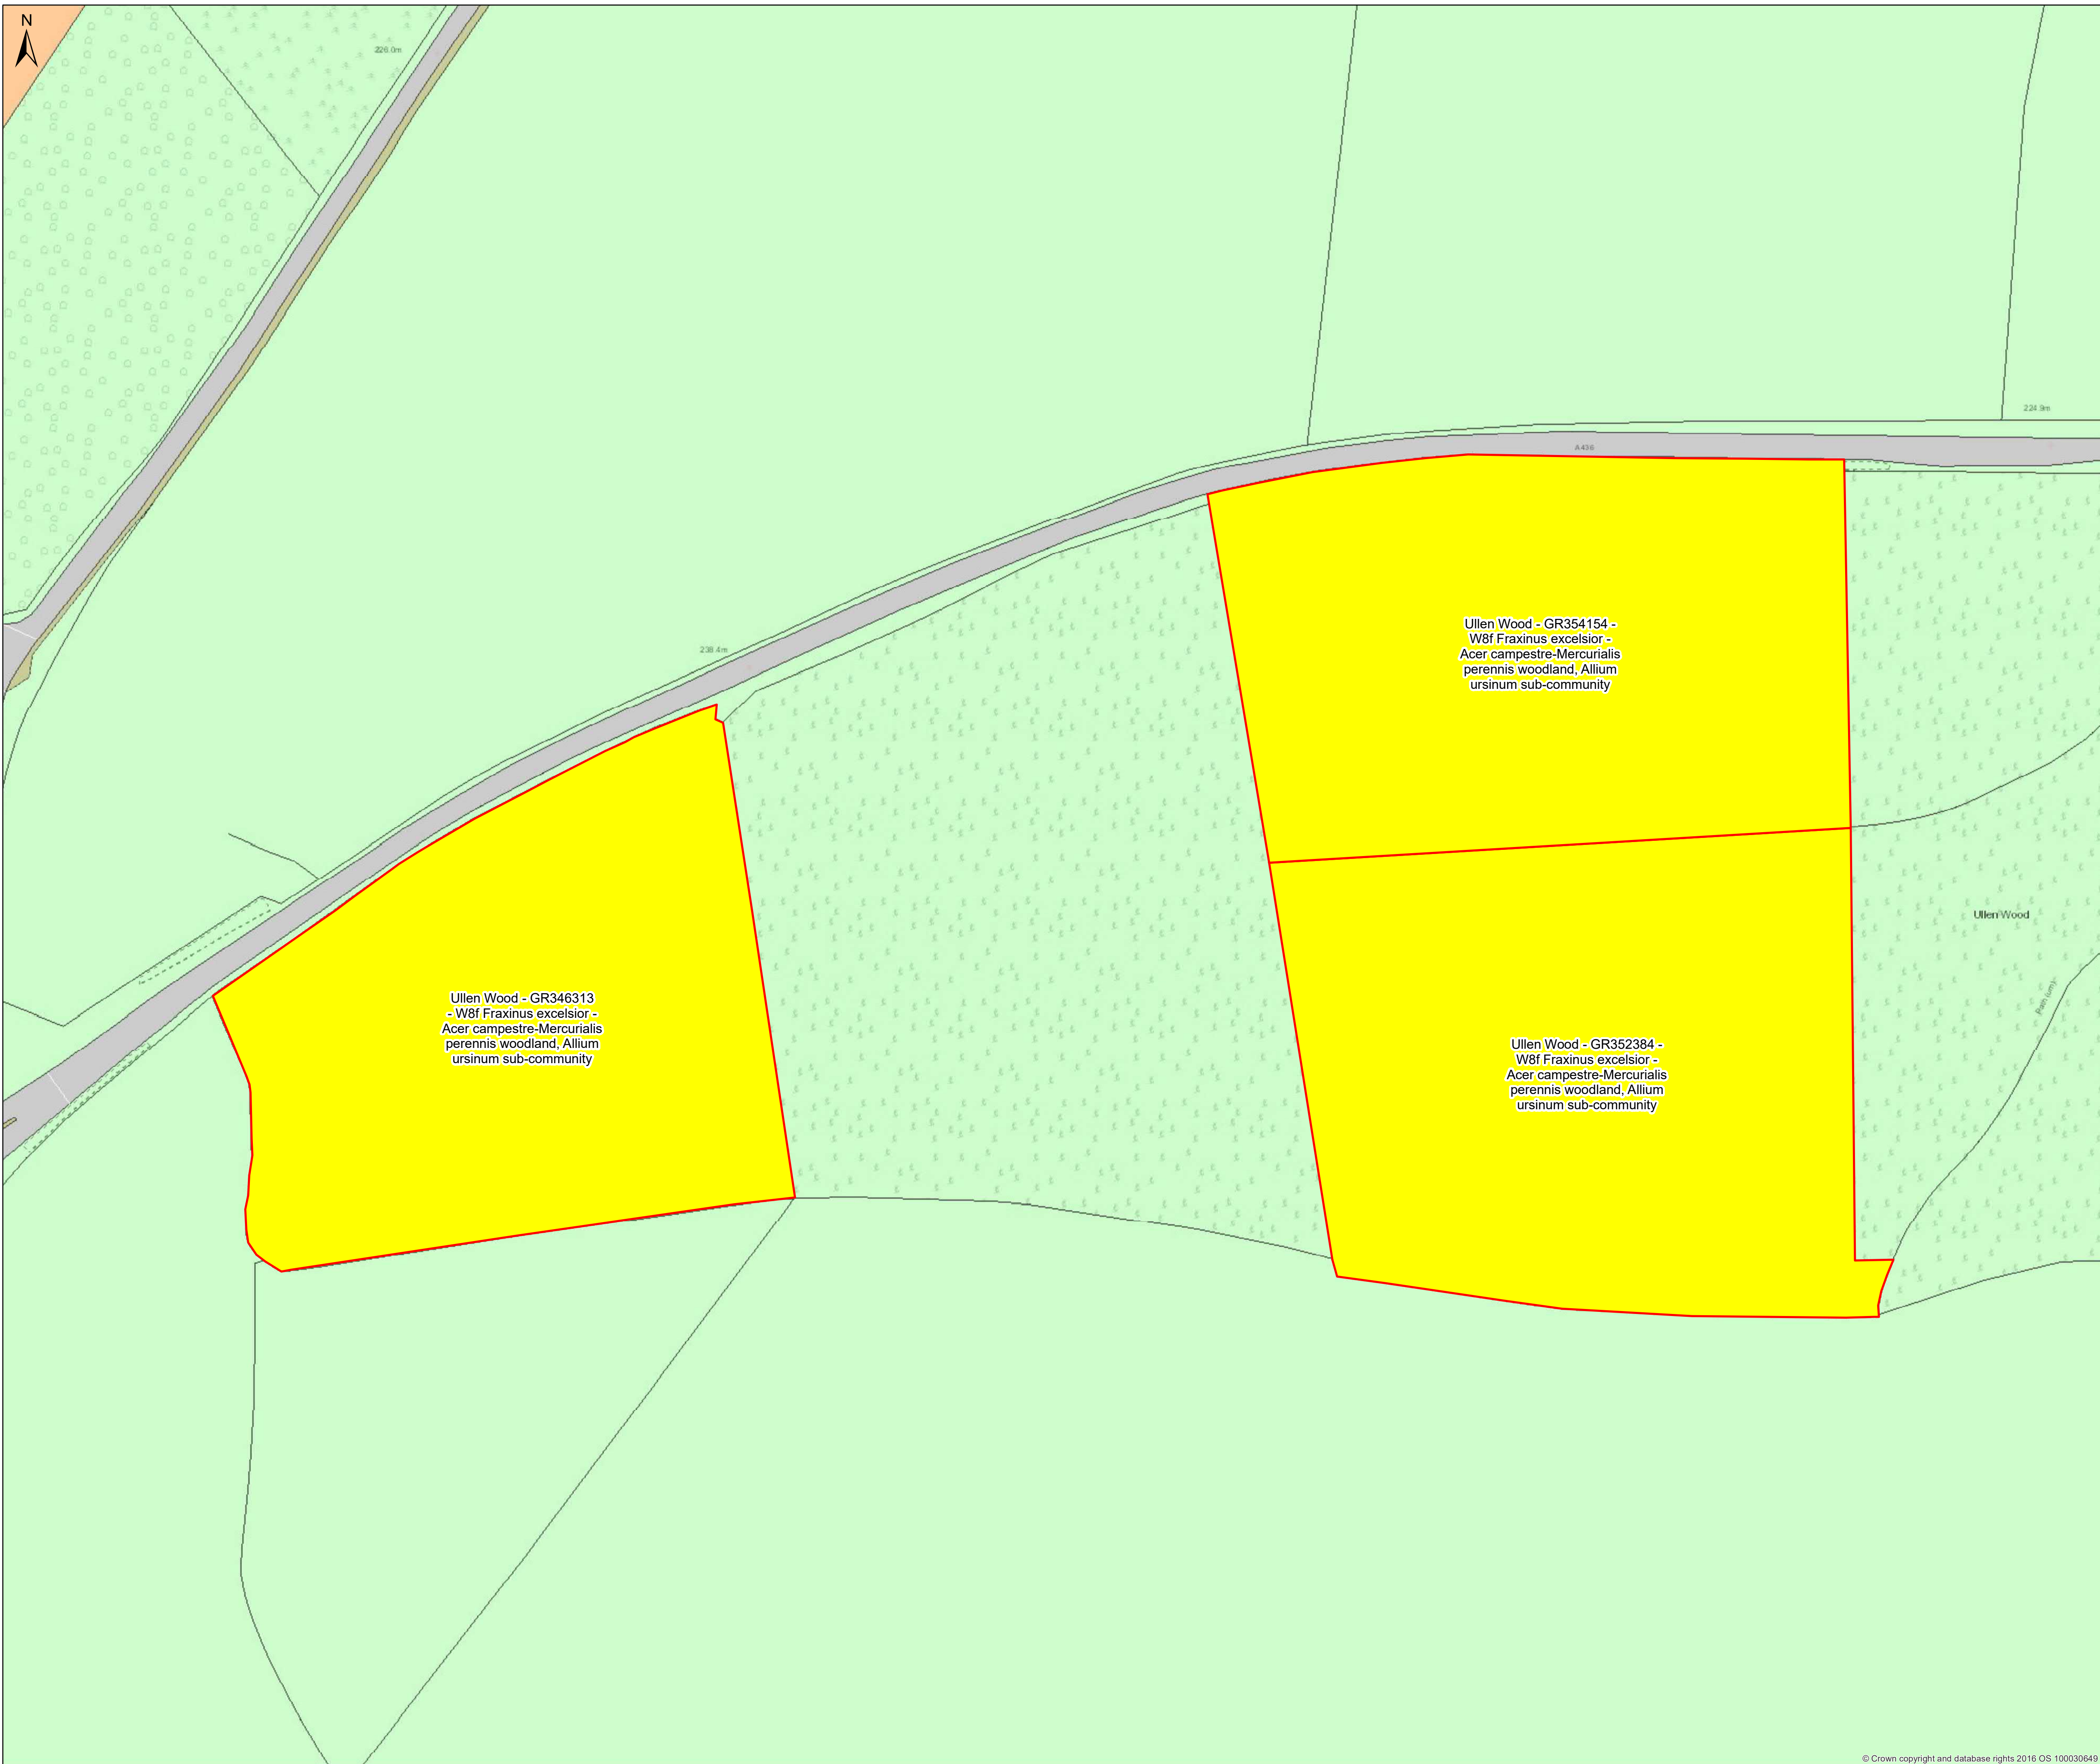 N
226.0m
224.9m
A436
238.4m
Ullen Wood - GR354154 -
W8f Fraxinus excelsior -
Acer campestre-Mercurialis
perennis woodland, Allium
ursinum sub-community
Ullen Wood
Ullen Wood - GR346313
- W8f Fraxinus excelsior -
Acer campestre-Mercurialis
perennis woodland, Allium
ursinum sub-community
Path (um)
Ullen Wood - GR352384 -
W8f Fraxinus excelsior -
Acer campestre-Mercurialis
perennis woodland, Allium
ursinum sub-community
© Crown copyright and database rights 2016 OS 100030649